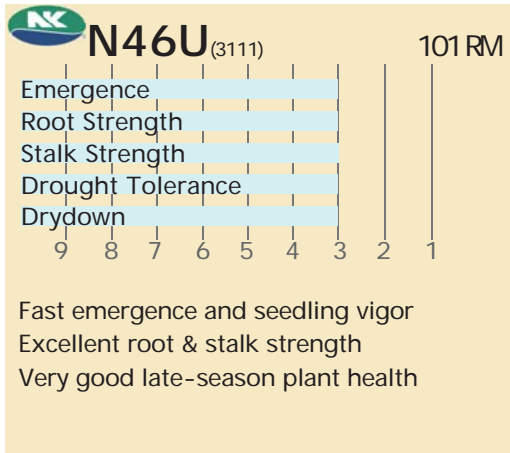 NK
N46U (3111) 101 RM
Emergence
Root Strength
Stalk Strength
Drought Tolerance
Drydown
9 8 7 6 5 4 3 2 1
Fast emergence and seedling vigor
Excellent root & stalk strength
Very good late-season plant health